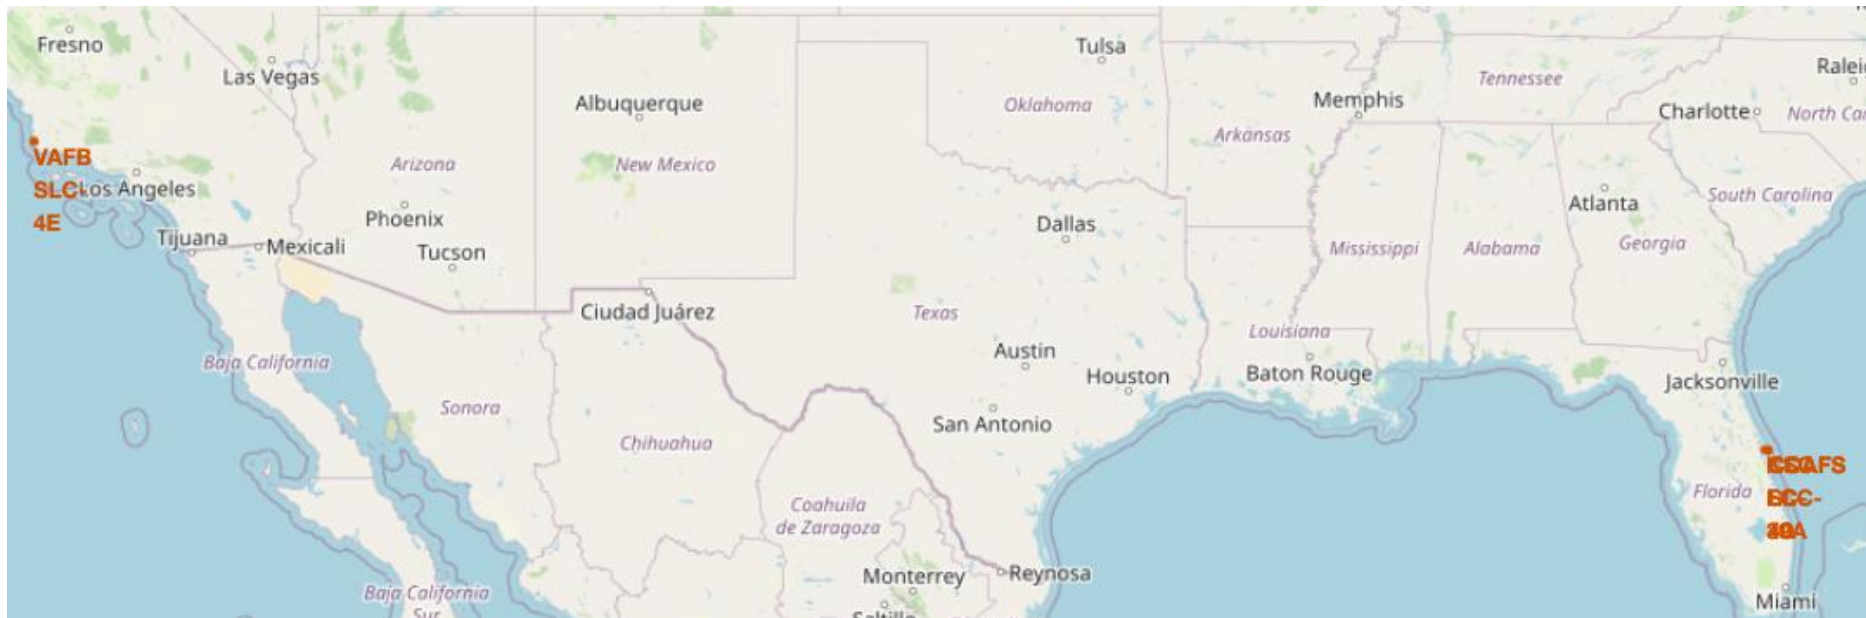 Fresno
Las Vegas
Tulsa
Tennessee
Albuquerque
Oklahoma
Memphis
Charlotte
North Ca
Arkansas
VAFB
SLC-
4E
Los Angeles
Arizona
New Mexico
Phoenix
Dallas
Atlanta
South Carolina
Tijuana
Mexicali
Tucson
Mississippi
Alabama
Georgia
Ciudad Juárez
Texas
Louisiana
Baja California
Austin
Houston
Baton Rouge
Jacksonville
Sonora
Chihuahua
San Antonio
Florida
Coahuila
de Zaragoza
Monterrey
Reynosa
Baja California
Sur
Saltillo
Miami